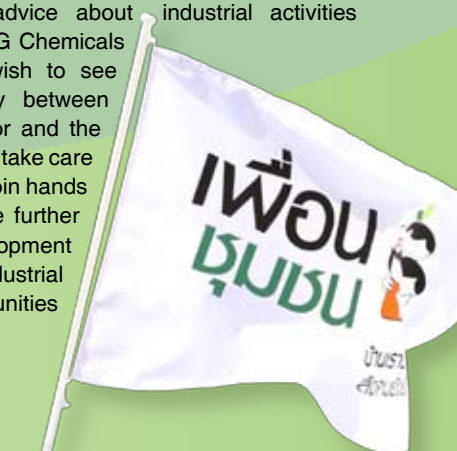 advice about industrial activities
G Chemicals
wish to see
y between
or and the
take care
oin hands
e further
opment
dustrial
unities
เพื่อน
ชุมชน